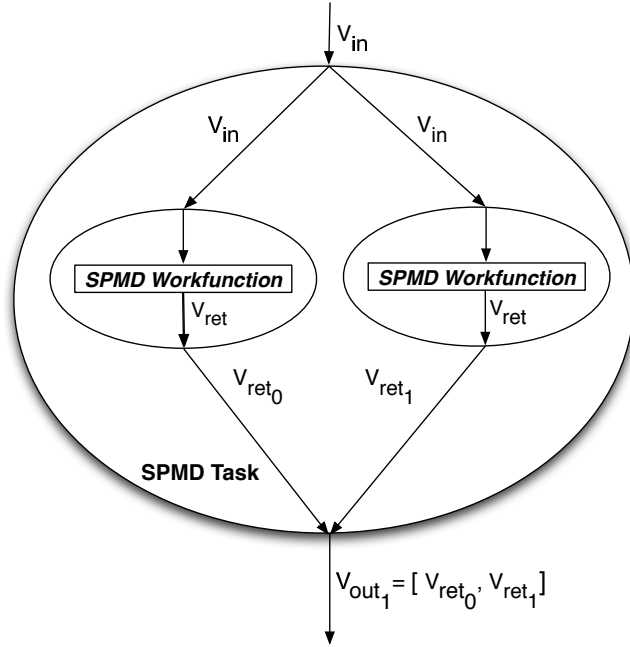 V_in
V_in V_in
SPMD Workfunction SPMD Workfunction
V_ret V_ret
V_ret_0 V_ret_1
SPMD Task
V_out_1 = [ V_ret_0, V_ret_1 ]